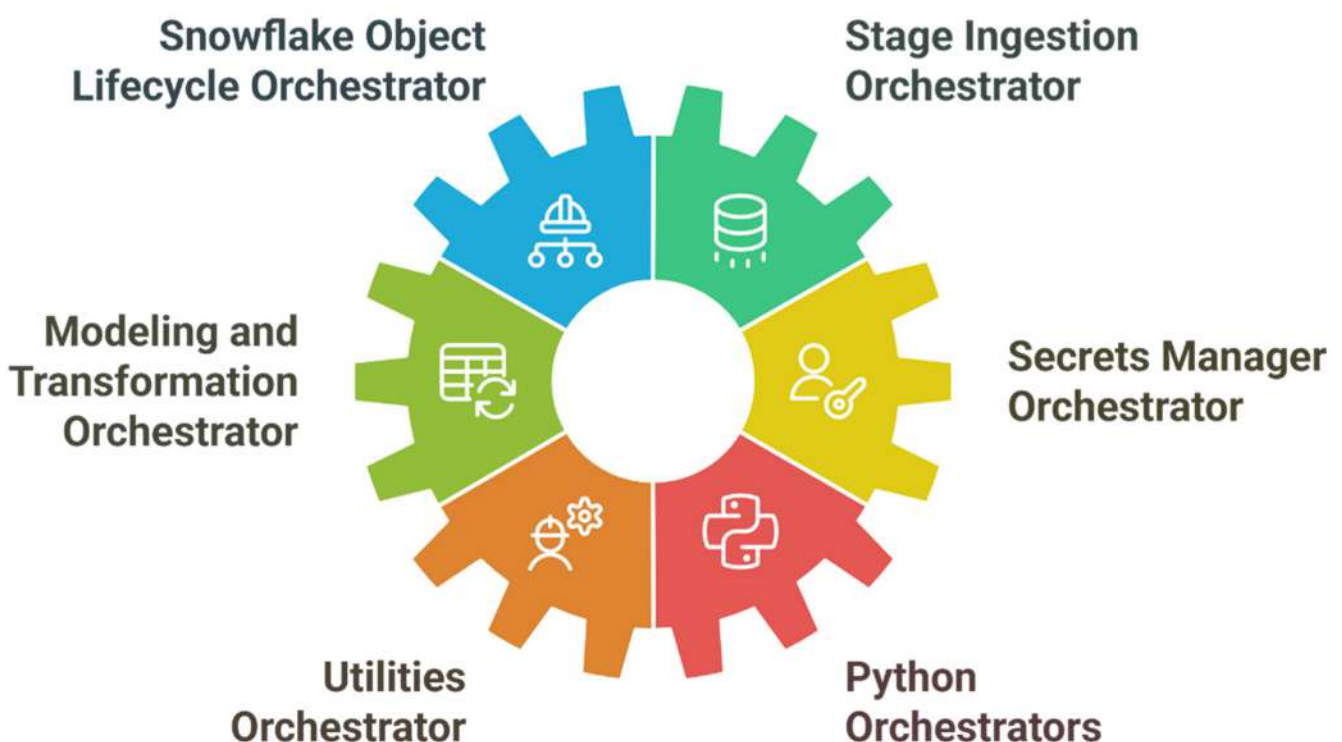 Snowflake Object
Lifecycle Orchestrator
Stage Ingestion
Orchestrator
Modeling and
Transformation
Orchestrator
Secrets Manager
Orchestrator
Utilities
Orchestrator
Python
Orchestrators